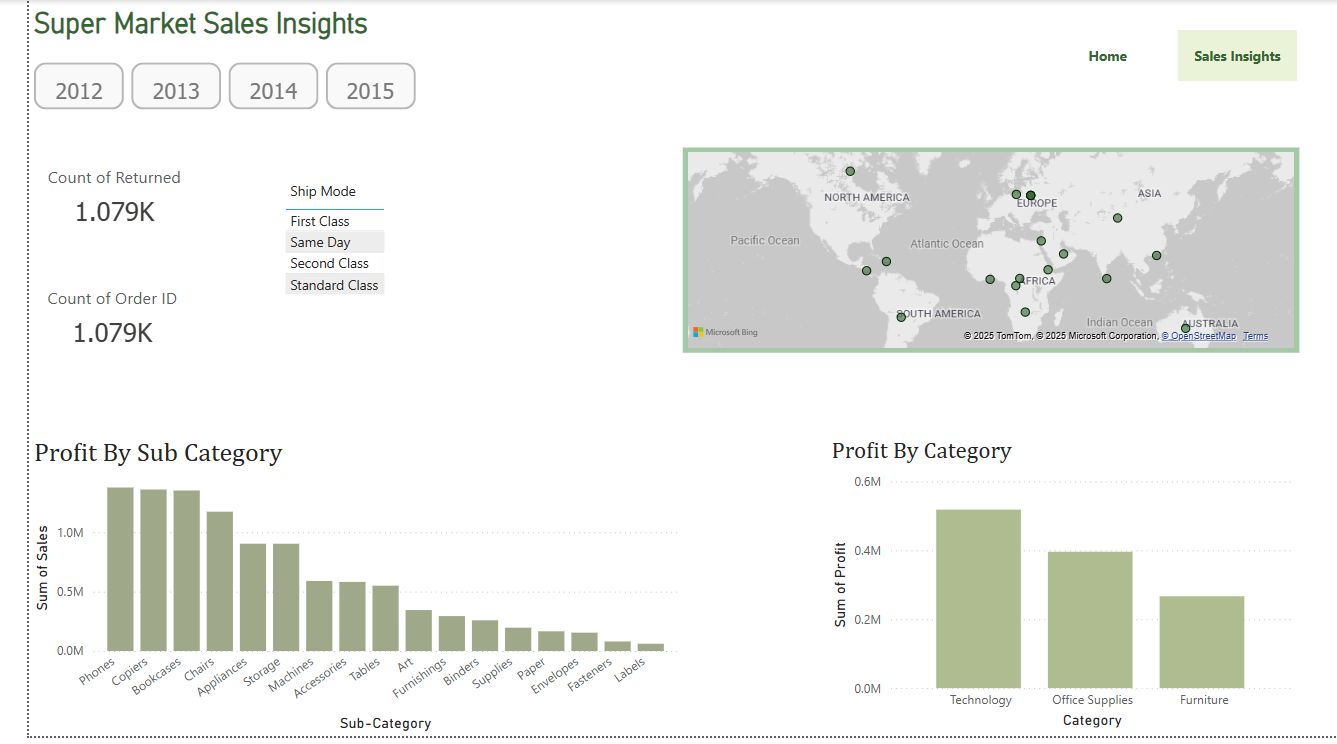 Super Market Sales Insights
Home
Sales Insights
2012
2013
2014
2015
Count of Returned
1.079K
Count of Order ID
1.079K
Ship Mode
First Class
Same Day
Second Class
Standard Class
NORTH AMERICA
EUROPE
ASIA
Pacific Ocean
Atlantic Ocean
AFRICA
SOUTH AMERICA
Indian Ocean
AUSTRALIA
Microsoft Bing
© 2025 TomTom, © 2025 Microsoft Corporation, © OpenStreetMap Terms
Profit By Sub Category
Sum of Sales
1.0M
0.5M
0.0M
Phones
Copiers
Bookcases
Chairs
Appliances
Storage
Machines
Accessories
Tables
Art
Furnishings
Binders
Supplies
Paper
Envelopes
Fasteners
Labels
Sub-Category
Profit By Category
Sum of Profit
0.6M
0.4M
0.2M
0.0M
Technology
Office Supplies
Furniture
Category